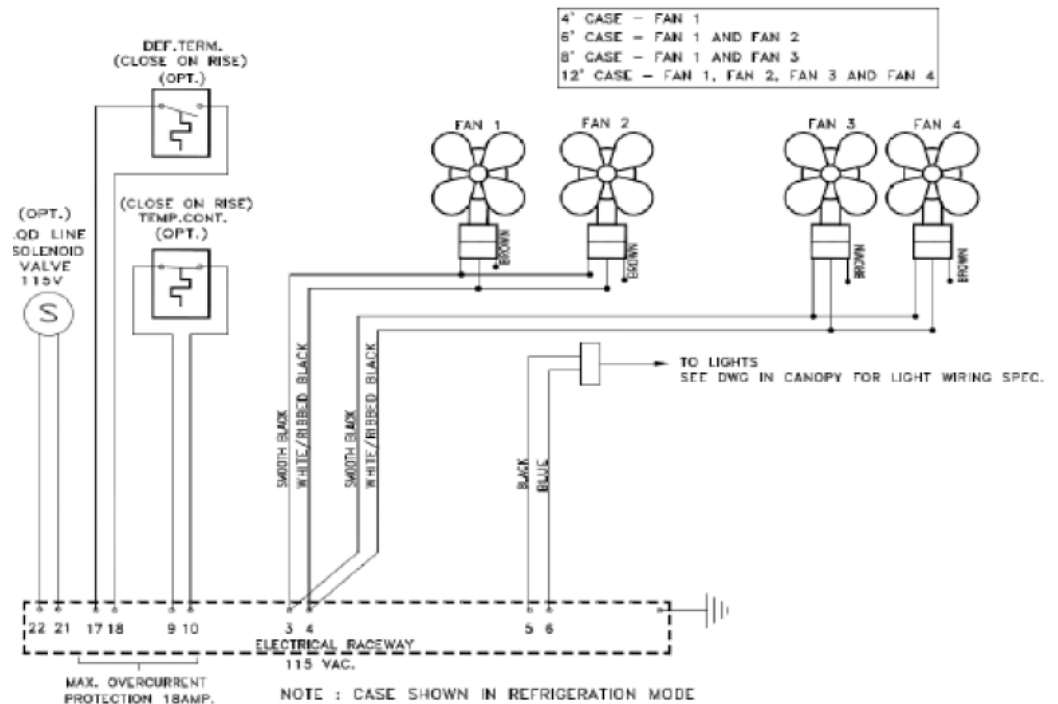 4' CASE - FAN 1
6' CASE - FAN 1 AND FAN 2
8' CASE - FAN 1 AND FAN 3
12' CASE - FAN 1, FAN 2, FAN 3 AND FAN 4
DEF.TERM.
(CLOSE ON RISE)
(OPT.)
FAN 1
FAN 2
FAN 3
FAN 4
(CLOSE ON RISE)
TEMP.CONT.
(OPT.)
(OPT.)
.QD LINE
SOLENOID
VALVE
115V
S
BROWN
BROWN
BROWN
BROWN
TO LIGHTS
SEE DWG IN CANOPY FOR LIGHT WIRING SPEC.
SMOOTH BLACK
WHITE/RIBBED BLACK
SMOOTH BLACK
WHITE/RIBBED BLACK
BLACK
BLUE
22 21 17 18 9 10 3 4 5 6
ELECTRICAL RACEWAY
115 VAC.
MAX. OVERCURRENT
PROTECTION 18AMP.
NOTE : CASE SHOWN IN REFRIGERATION MODE